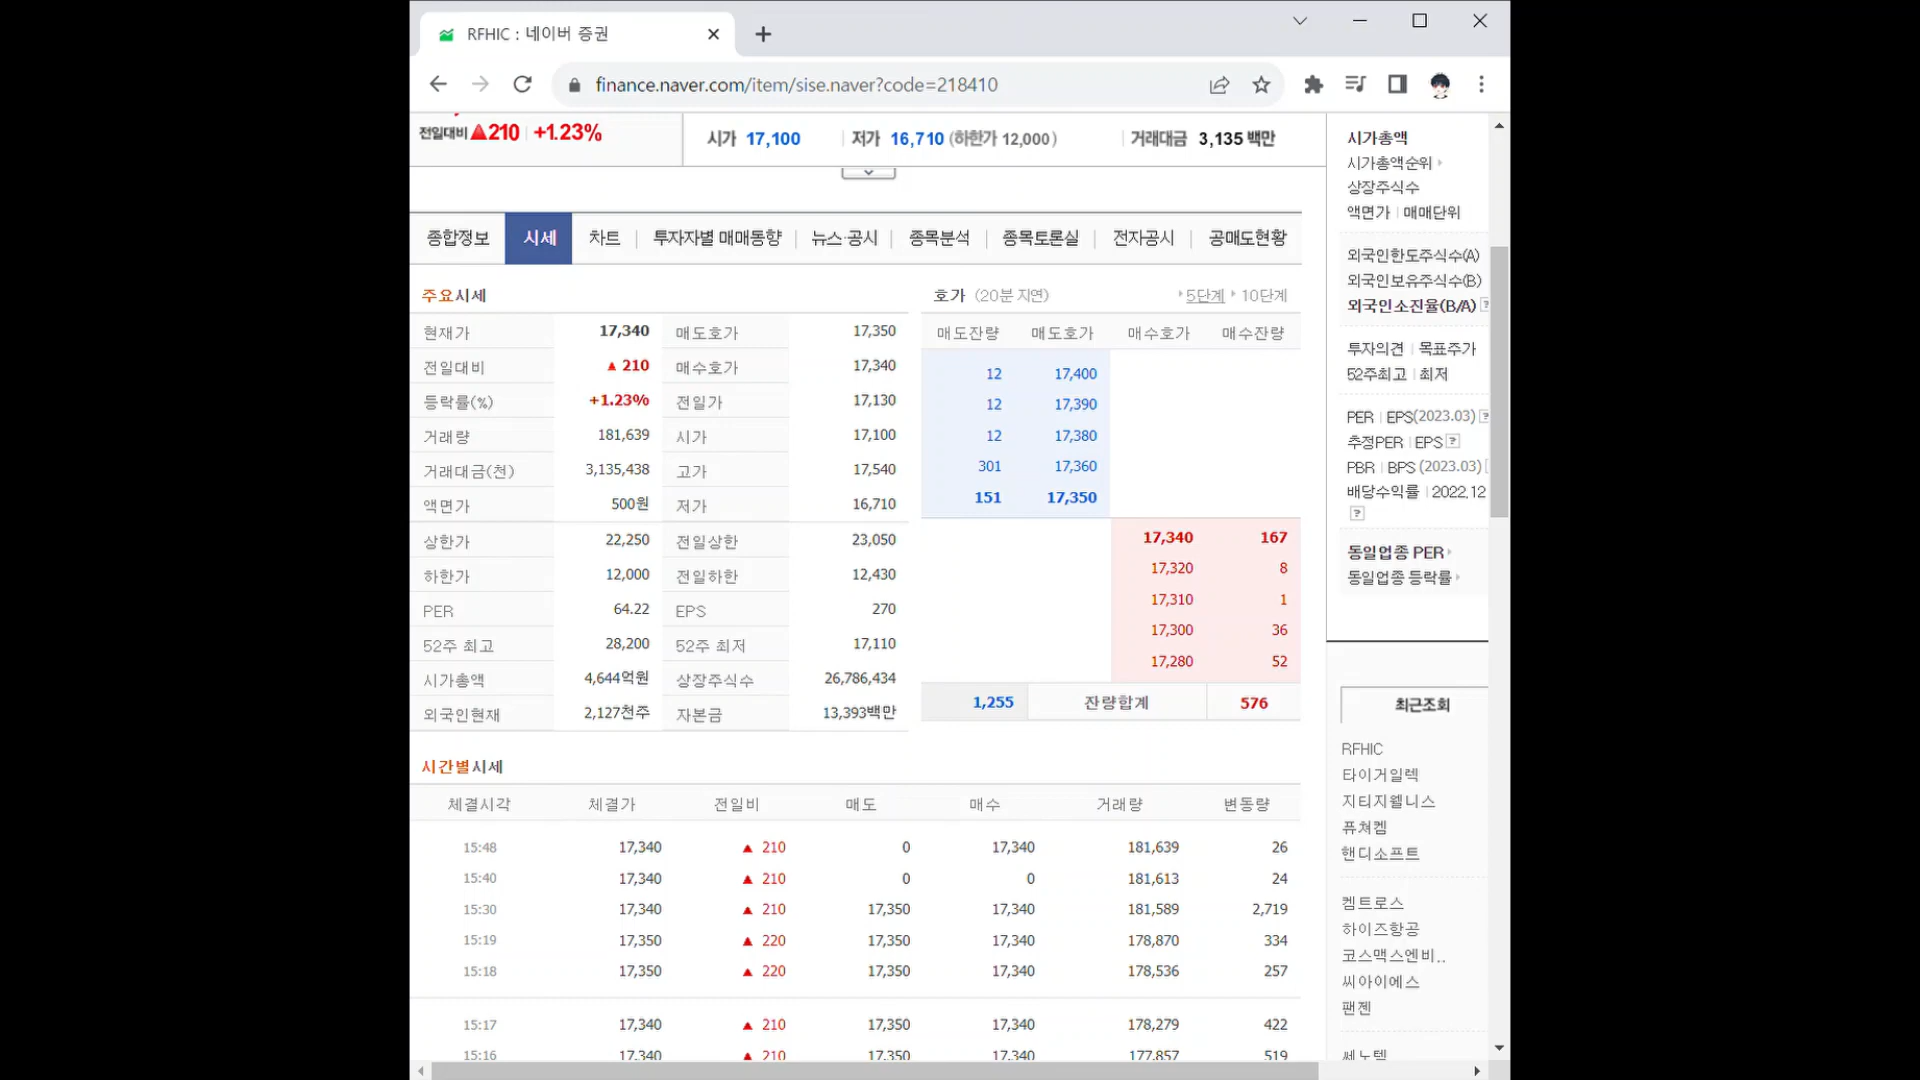 RFHIC : 네이버 증권
finance.naver.com/item/sise.naver?code=218410
전일대비 ▲210 +1.23%
시가 17,100 저가 16,710 (하한가 12,000) 거래대금 3,135 백만
종합정보 시세 차트 투자자별 매매동향 뉴스·공시 종목분석 종목토론실 전자공시 공매도현황
주요시세
현재가 17,340 매도호가 17,350
전일대비 ▲ 210 매수호가 17,340
등락률(%) +1.23% 전일가 17,130
거래량 181,639 시가 17,100
거래대금(천) 3,135,438 고가 17,540
액면가 500원 저가 16,710
상한가 22,250 전일상한 23,050
하한가 12,000 전일하한 12,430
PER 64.22 EPS 270
52주 최고 28,200 52주 최저 17,110
시가총액 4,644억원 상장주식수 26,786,434
외국인현재 2,127천주 자본금 13,393백만
호가 (20분 지연) 5단계 10단계
매도잔량 매도호가 매수호가 매수잔량
12 17,400
12 17,390
12 17,380
301 17,360
151 17,350
17,340 167
17,320 8
17,310 1
17,300 36
17,280 52
1,255 잔량합계 576
시간별시세
체결시각 체결가 전일비 매도 매수 거래량 변동량
15:48 17,340 ▲ 210 0 17,340 181,639 26
15:40 17,340 ▲ 210 0 0 181,613 24
15:30 17,340 ▲ 210 17,350 17,340 181,589 2,719
15:19 17,350 ▲ 220 17,350 17,340 178,870 334
15:18 17,350 ▲ 220 17,350 17,340 178,536 257
15:17 17,340 ▲ 210 17,350 17,340 178,279 422
15:16 17,340 ▲ 210 17,350 17,340 177,857 519
시가총액
시가총액순위
상장주식수
액면가 매매단위
외국인한도주식수(A)
외국인보유주식수(B)
외국인소진율(B/A) ?
투자의견 목표주가
52주최고 최저
PER EPS(2023.03) ?
추정PER EPS ?
PBR BPS (2023.03)
배당수익률 2022.12
?
동일업종 PER
동일업종 등락률
최근조회
RFHIC
타이거일렉
지티지웰니스
퓨쳐켐
핸디소프트
켐트로스
하이즈항공
코스맥스엔비..
씨아이에스
팬젠
쎄노텍